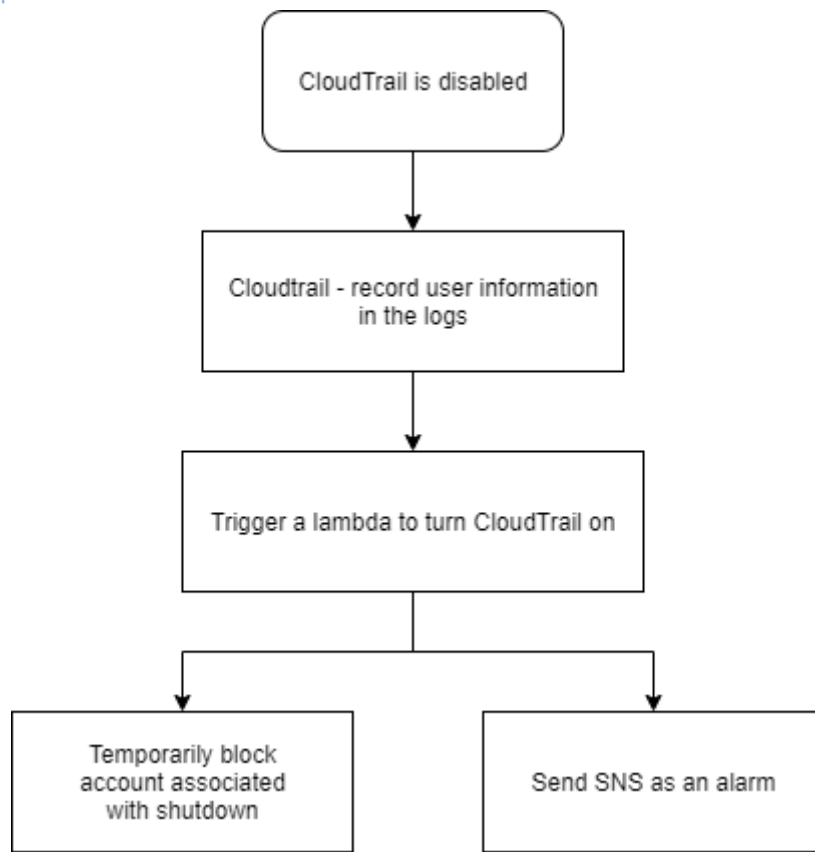 CloudTrail is disabled
Cloudtrail - record user information
in the logs
Trigger a lambda to turn CloudTrail on
Temporarily block
account associated
with shutdown
Send SNS as an alarm